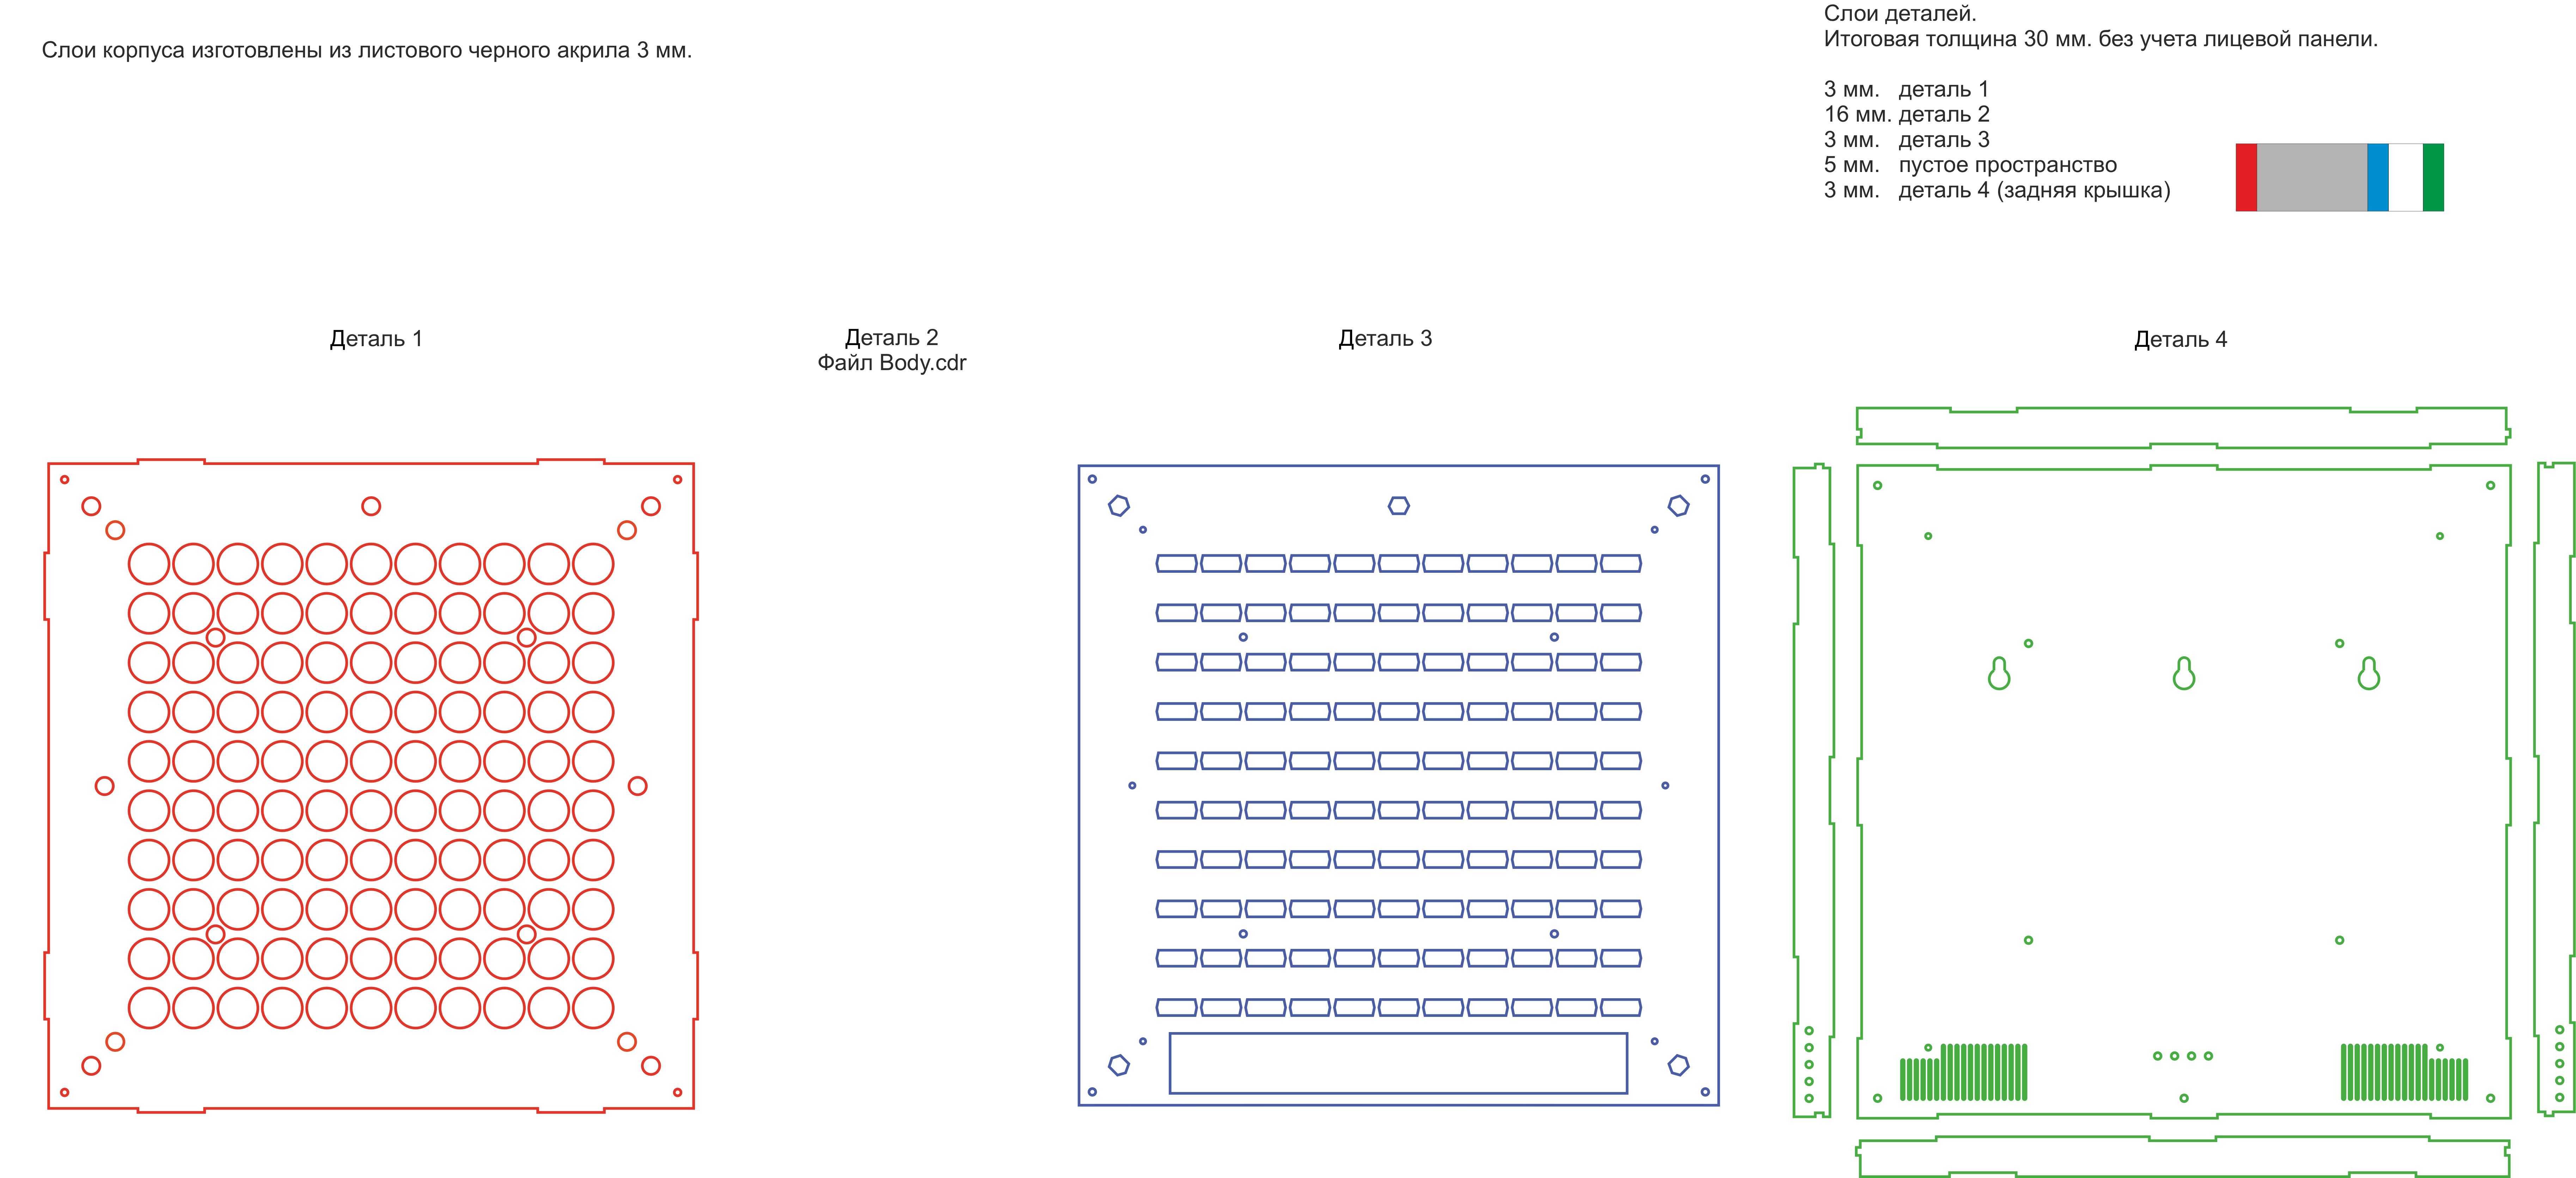 Слои корпуса изготовлены из листового черного акрила 3 мм.
Слои деталей.
Итоговая толщина 30 мм. без учета лицевой панели.
3 мм. деталь 1
16 мм. деталь 2
3 мм. деталь 3
5 мм. пустое пространство
3 мм. деталь 4 (задняя крышка)
Деталь 1
Деталь 2
Файл Body.cdr
Деталь 3
Деталь 4